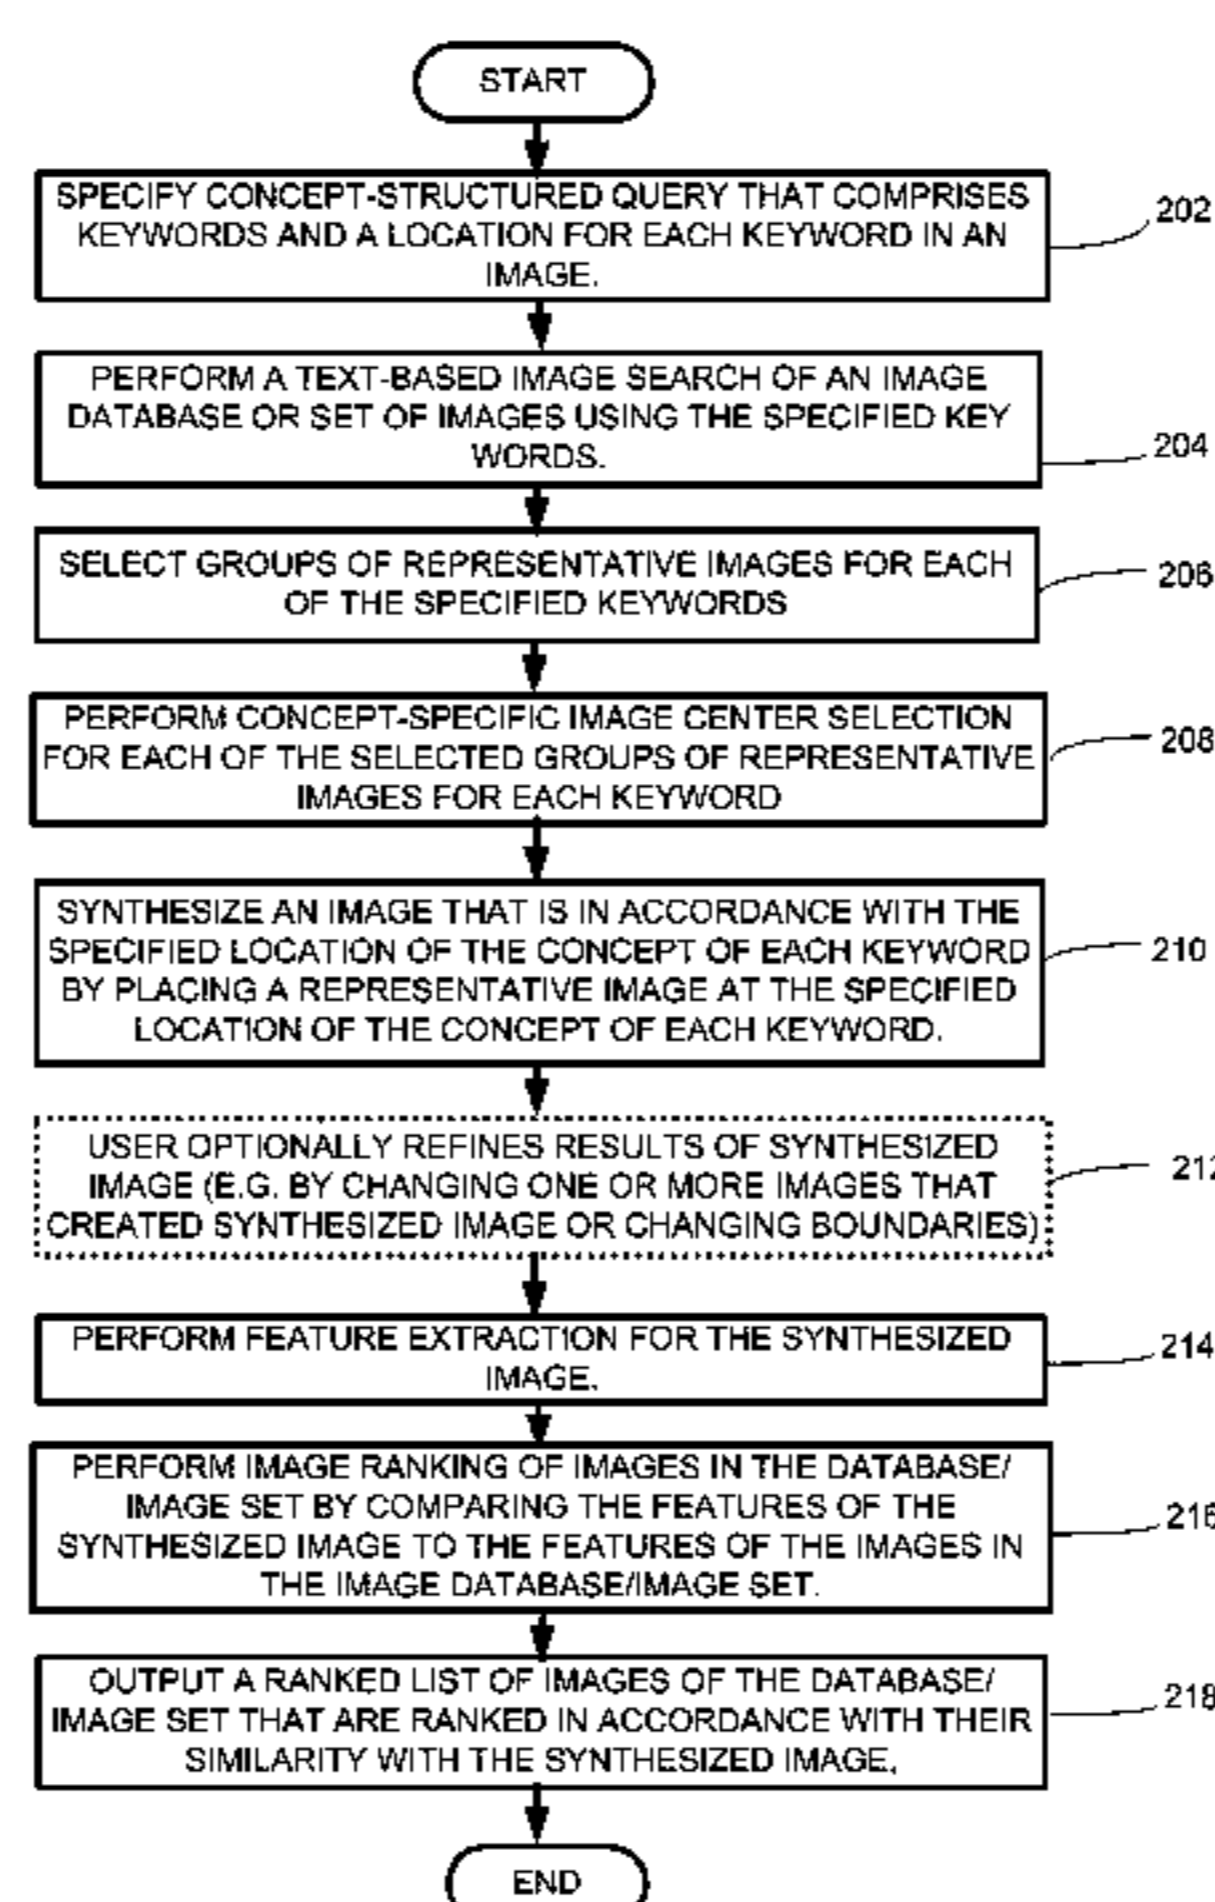 START
SPECIFY CONCEPT-STRUCTURED QUERY THAT COMPRISES
KEYWORDS AND A LOCATION FOR EACH KEYWORD IN AN
IMAGE.
202
PERFORM A TEXT-BASED IMAGE SEARCH OF AN IMAGE
DATABASE OR SET OF IMAGES USING THE SPECIFIED KEY
WORDS.
204
SELECT GROUPS OF REPRESENTATIVE IMAGES FOR EACH
OF THE SPECIFIED KEYWORDS
206
PERFORM CONCEPT-SPECIFIC IMAGE CENTER SELECTION
FOR EACH OF THE SELECTED GROUPS OF REPRESENTATIVE
IMAGES FOR EACH KEYWORD
208
SYNTHESIZE AN IMAGE THAT IS IN ACCORDANCE WITH THE
SPECIFIED LOCATION OF THE CONCEPT OF EACH KEYWORD
BY PLACING A REPRESENTATIVE IMAGE AT THE SPECIFIED
LOCATION OF THE CONCEPT OF EACH KEYWORD.
210
USER OPTIONALLY REFINES RESULTS OF SYNTHESIZED
IMAGE (E.G. BY CHANGING ONE OR MORE IMAGES THAT
CREATED SYNTHESIZED IMAGE OR CHANGING BOUNDARIES)
212
PERFORM FEATURE EXTRACTION FOR THE SYNTHESIZED
IMAGE.
214
PERFORM IMAGE RANKING OF IMAGES IN THE DATABASE/
IMAGE SET BY COMPARING THE FEATURES OF THE
SYNTHESIZED IMAGE TO THE FEATURES OF THE IMAGES IN
THE IMAGE DATABASE/IMAGE SET.
216
OUTPUT A RANKED LIST OF IMAGES OF THE DATABASE/
IMAGE SET THAT ARE RANKED IN ACCORDANCE WITH THEIR
SIMILARITY WITH THE SYNTHESIZED IMAGE.
218
END